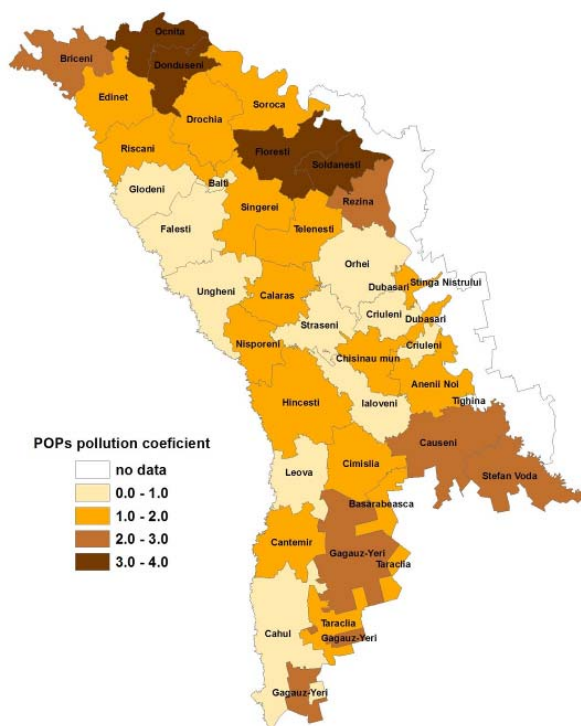 Ocnita
Briceni
Donduseni
Edinet
Soroca
Drochia
Riscani
Floresti
Soldanesti
Balti
Glodeni
Rezina
Singerei
Falesti
Telenesti
Orhei
Stinga Nistrului
Dubasari
Ungheni
Calaras
Criuleni
Dubasari
Straseni
Criuleni
Nisporeni
Chisinau mun
Anenii Noi
Hincesti
Ialoveni
Tighina
Causeni
POPs pollution coeficient
no data
0.0 - 1.0
1.0 - 2.0
2.0 - 3.0
3.0 - 4.0
Leova
Cimislia
Stefan Voda
Basarabeasca
Cantemir
Gagauz-Yeri
Taraclia
Taraclia
Cahul
Gagauz-Yeri
Gagauz-Yeri